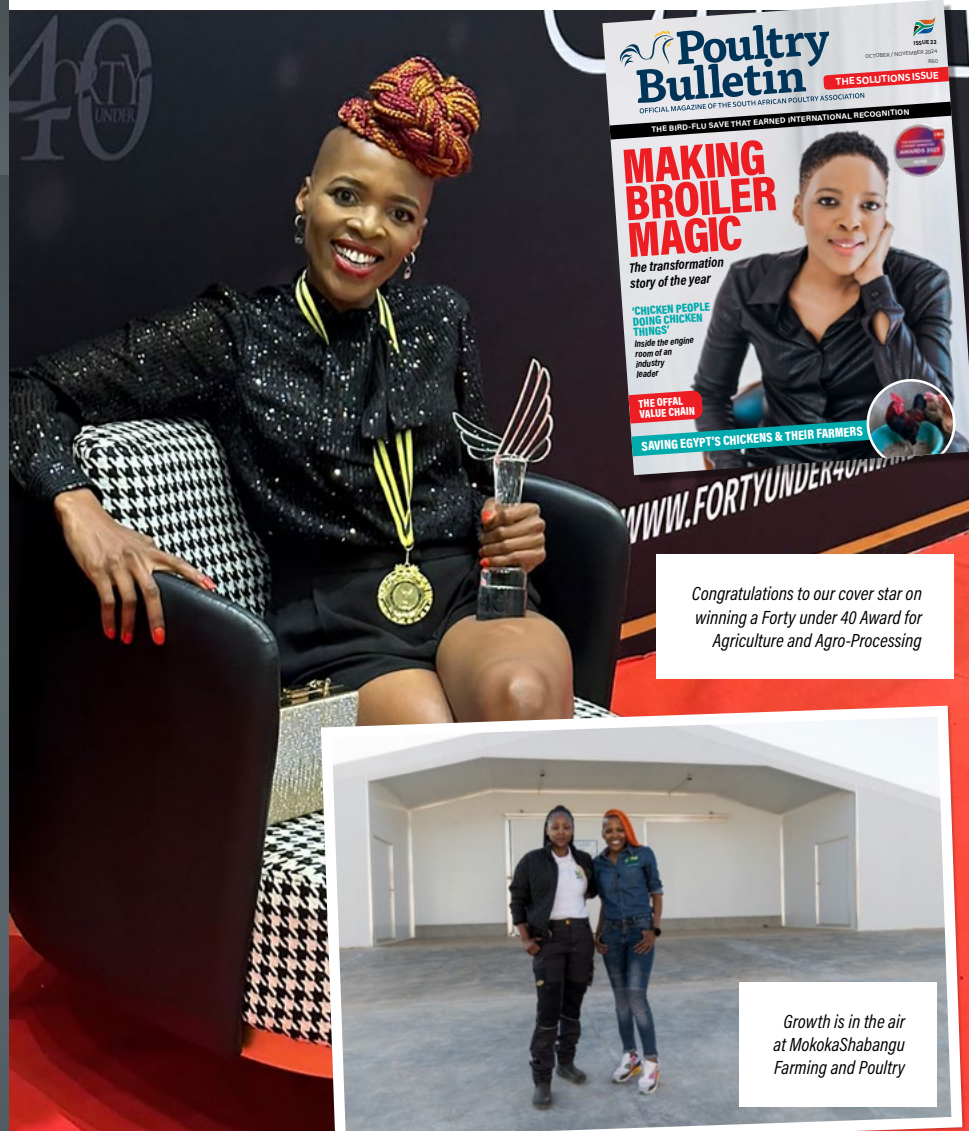 40
FORTY
UNDER
Poultry
Bulletin
ISSUE 22
OCTOBER / NOVEMBER 2024
R60
THE SOLUTIONS ISSUE
OFFICIAL MAGAZINE OF THE SOUTH AFRICAN POULTRY ASSOCIATION
THE BIRD-FLU SAVE THAT EARNED INTERNATIONAL RECOGNITION
MAKING
BROILER
MAGIC
The transformation
story of the year
'CHICKEN PEOPLE
DOING CHICKEN
THINGS'
Inside the engine
room of an
industry
leader
THE OFFAL
VALUE CHAIN
SAVING EGYPT'S CHICKENS & THEIR FARMERS
Congratulations to our cover star on
winning a Forty under 40 Award for
Agriculture and Agro-Processing
Growth is in the air
at MokokaShabangu
Farming and Poultry